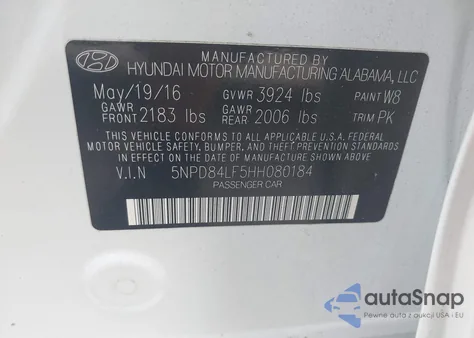 MANUFACTURED BY
HYUNDAI MOTOR MANUFACTURING ALABAMA, LLC
May/19/16 GVWR 3924 lbs PAINT W8
GAWR FRONT 2183 lbs GAWR REAR 2006 lbs TRIM PK
THIS VEHICLE CONFORMS TO ALL APPLICABLE U.S.A. FEDERAL
MOTOR VEHICLE SAFETY, BUMPER, AND THEFT PREVENTION STANDARDS
IN EFFECT ON THE DATE OF MANUFACTURE SHOWN ABOVE.
V.I.N 5NPD84LF5HH080184
PASSENGER CAR
autoSnap
Pewne auta z aukcji USA - EU